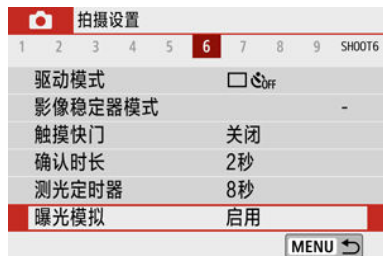 拍摄设置
1 2 3 4 5 6 7 8 9 SHOOT6
驱动模式 OFF
影像稳定器模式 -
触摸快门 关闭
确认时长 2秒
测光定时器 8秒
曝光模拟 启用
MENU